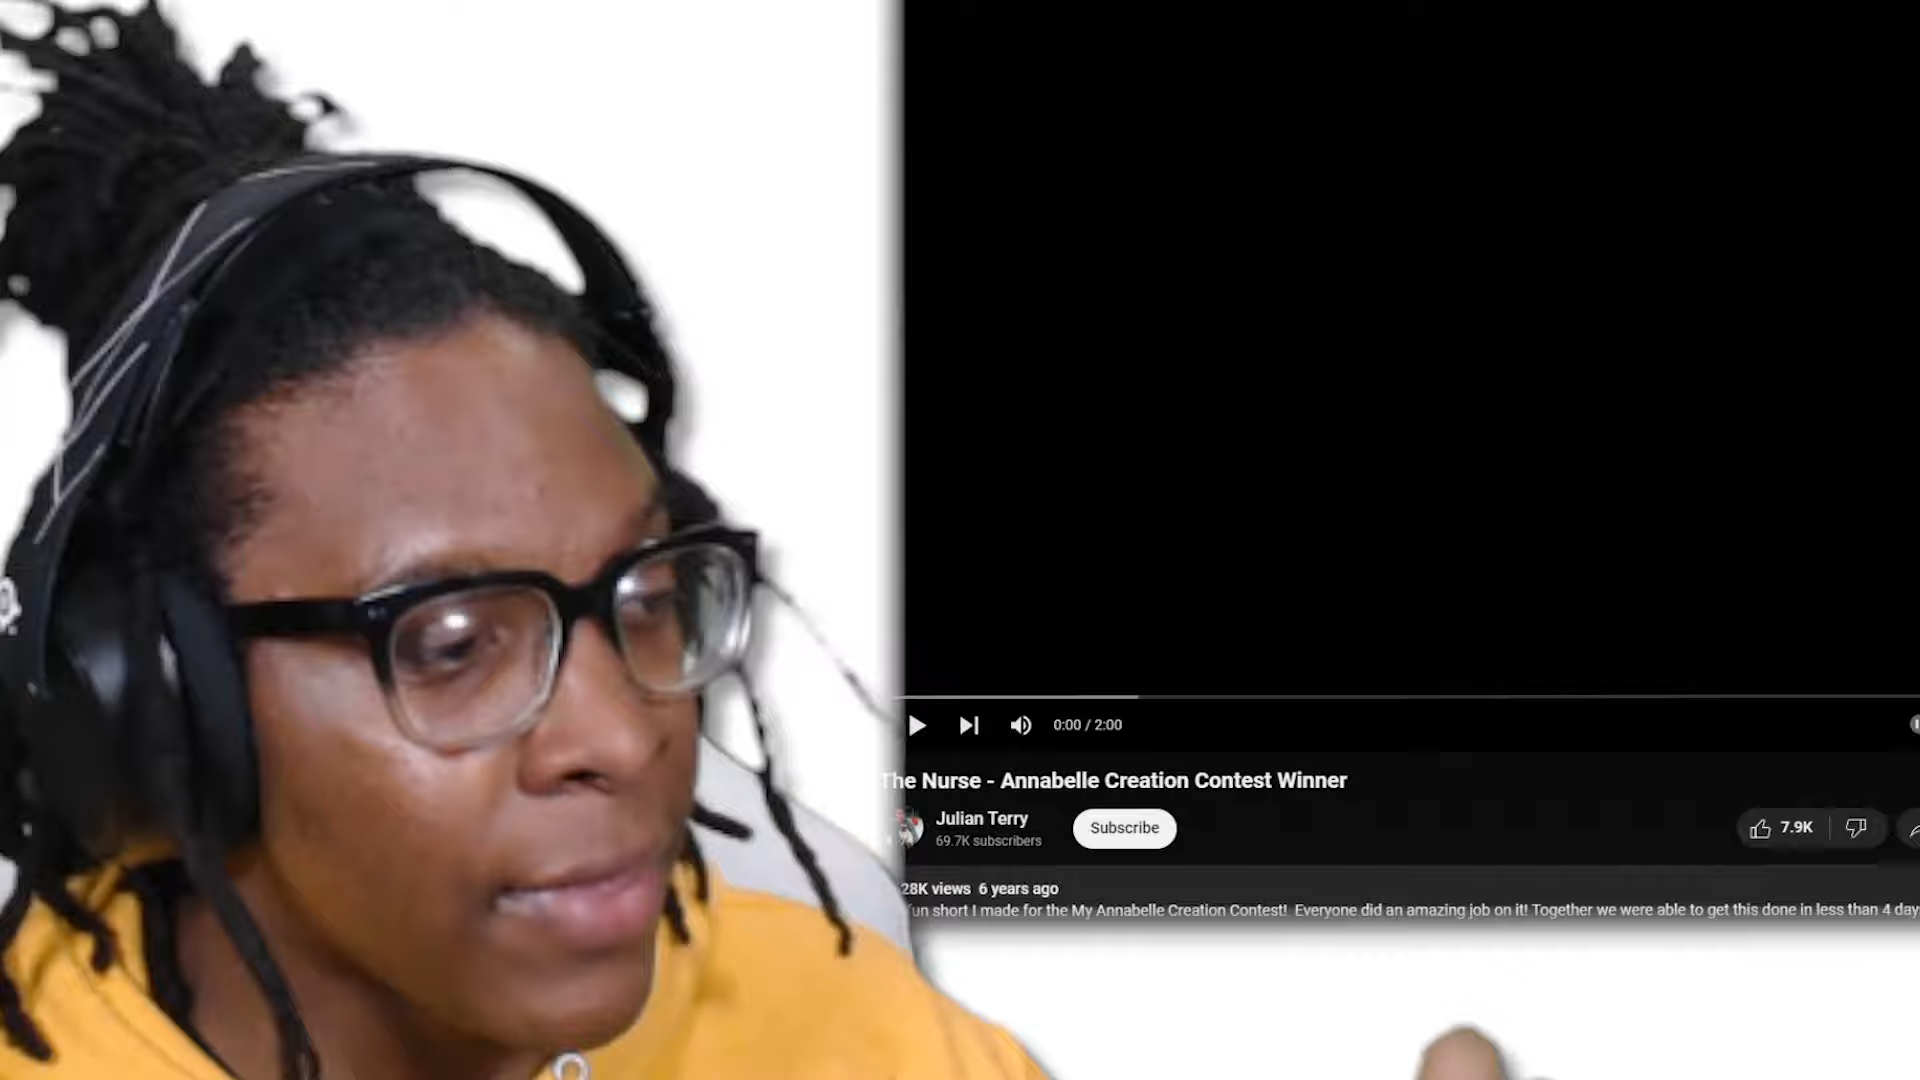 0:00 / 2:00
The Nurse - Annabelle Creation Contest Winner
Julian Terry
Subscribe
7.9K
69.7K subscribers
28K views 6 years ago
fun short I made for the My Annabelle Creation Contest! Everyone did an amazing job on it! Together we were able to get this done in less than 4 day